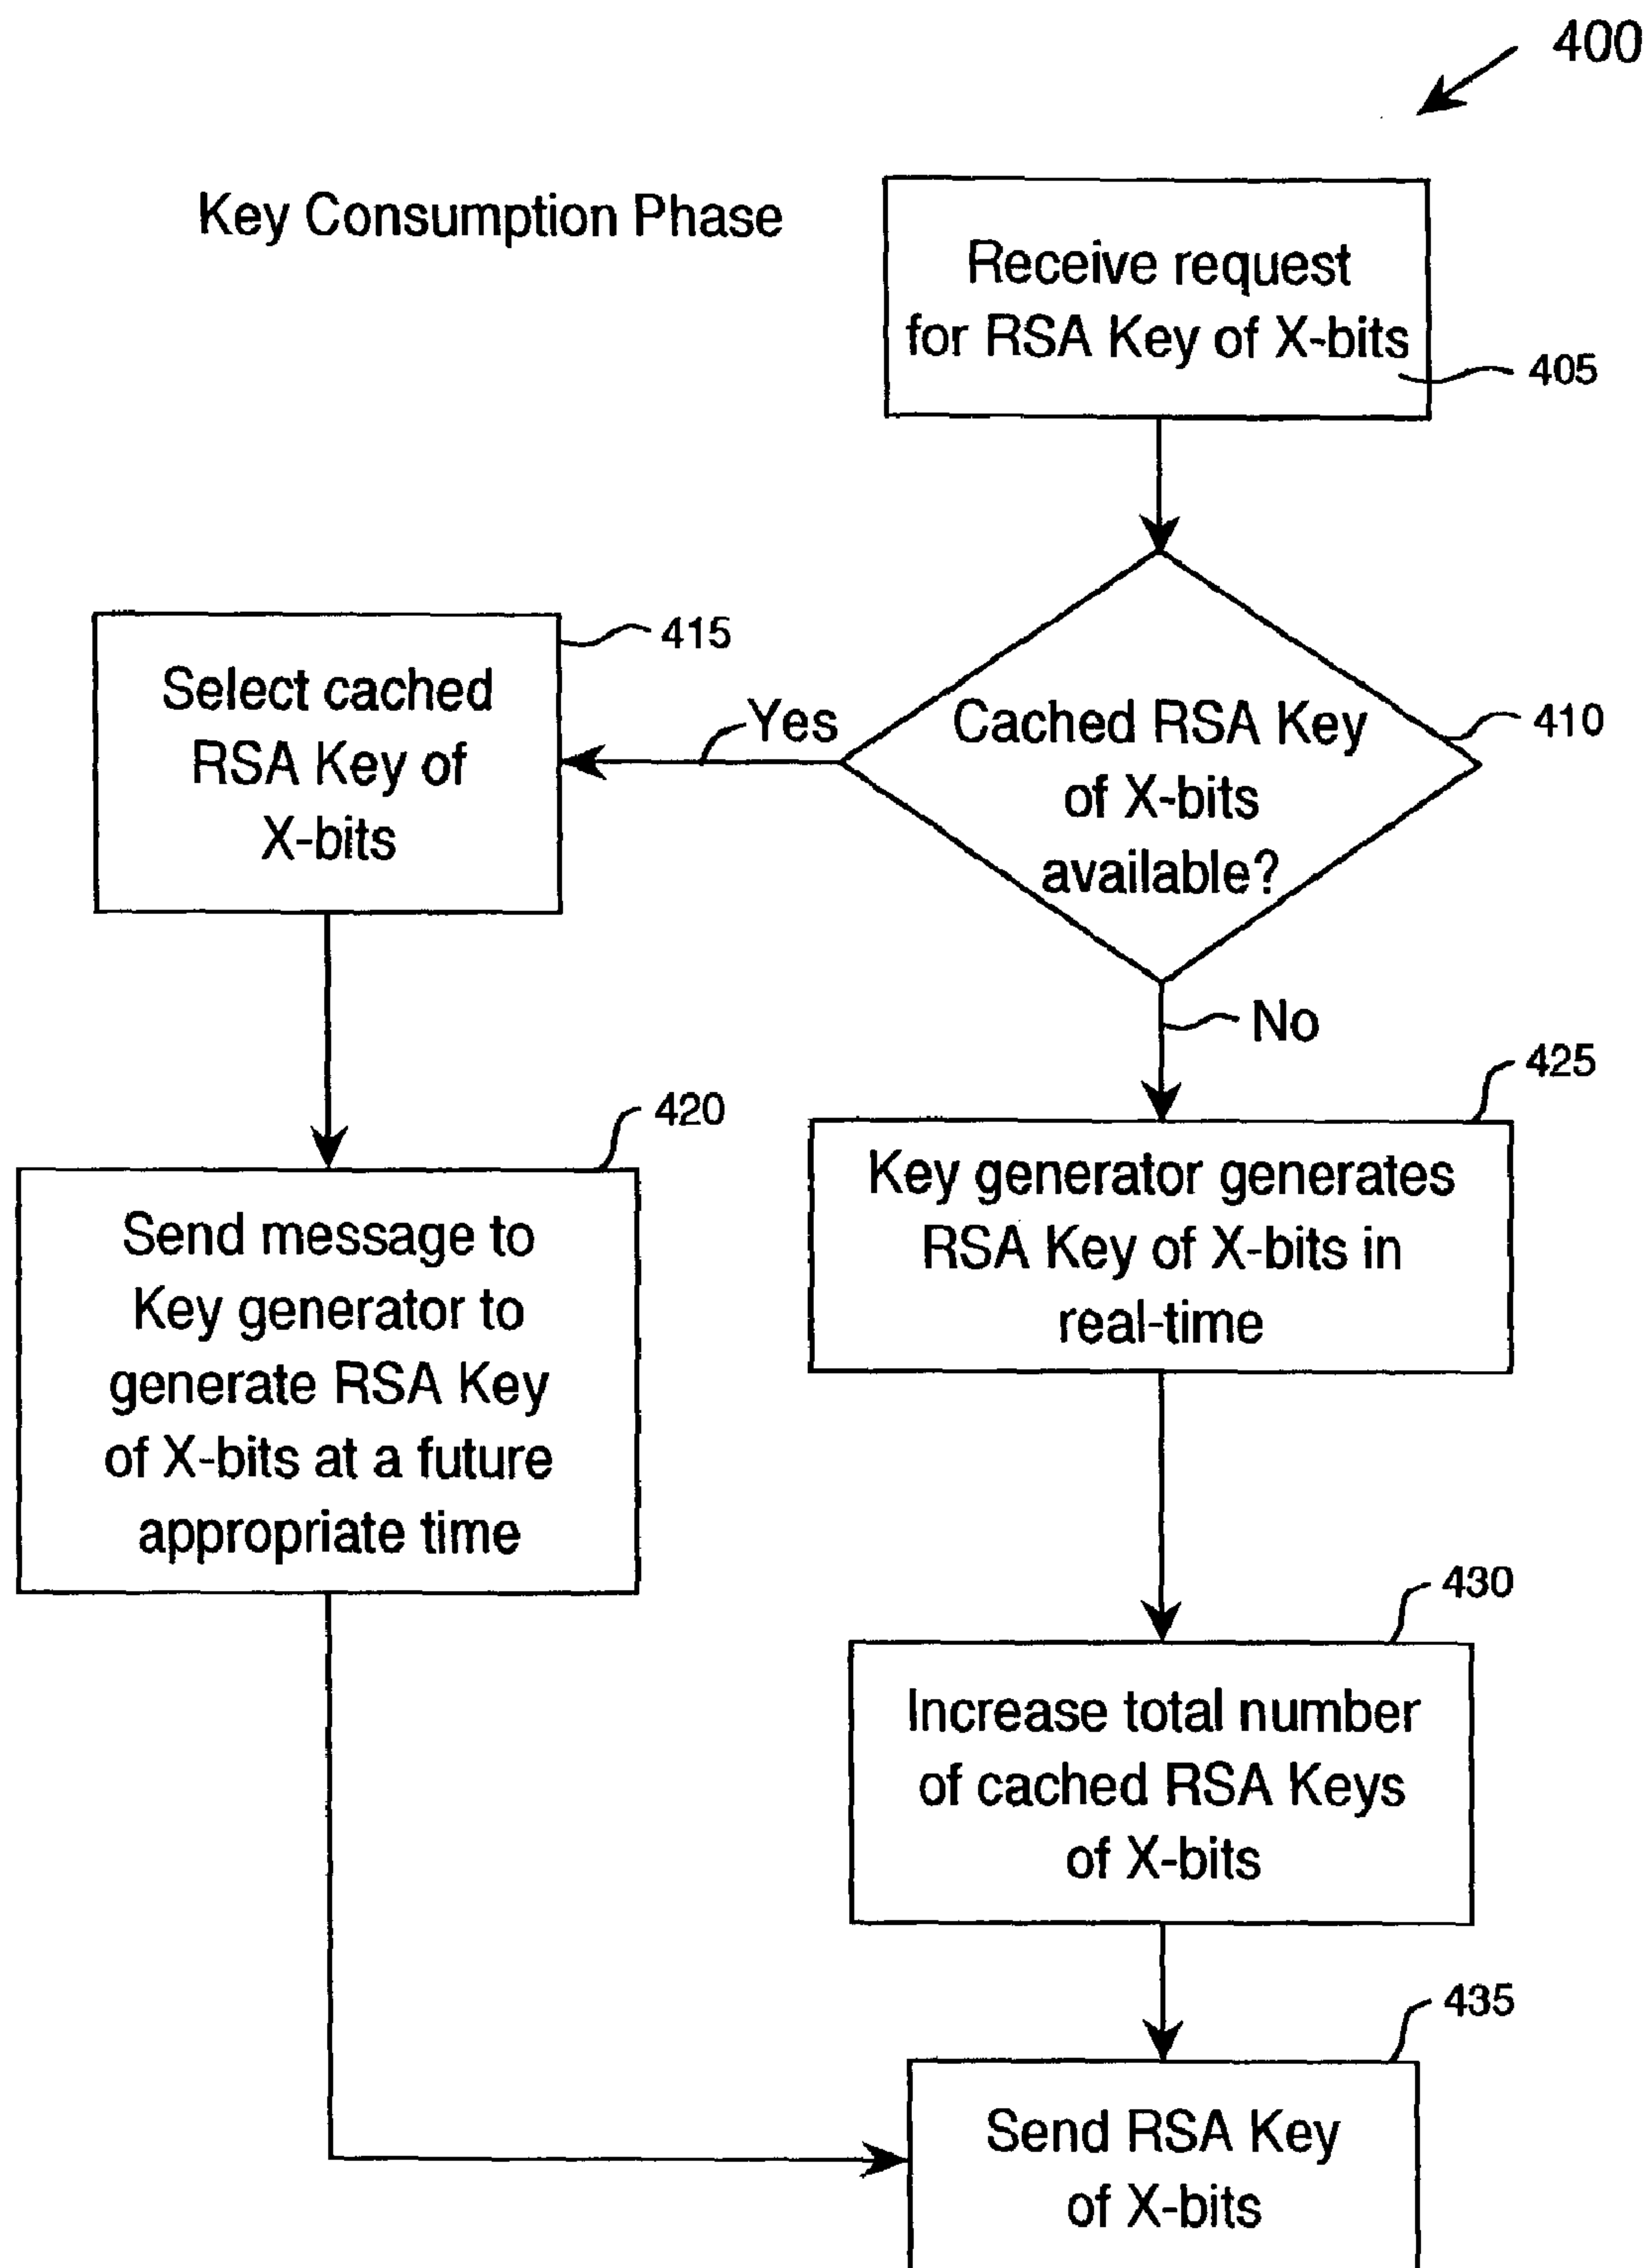 400
Key Consumption Phase
Receive request
for RSA Key of X-bits
405
Cached RSA Key
of X-bits
available?
410
Yes
Select cached
RSA Key of
X-bits
415
No
Send message to
Key generator to
generate RSA Key
of X-bits at a future
appropriate time
420
Key generator generates
RSA Key of X-bits in
real-time
425
Increase total number
of cached RSA Keys
of X-bits
430
Send RSA Key
of X-bits
435